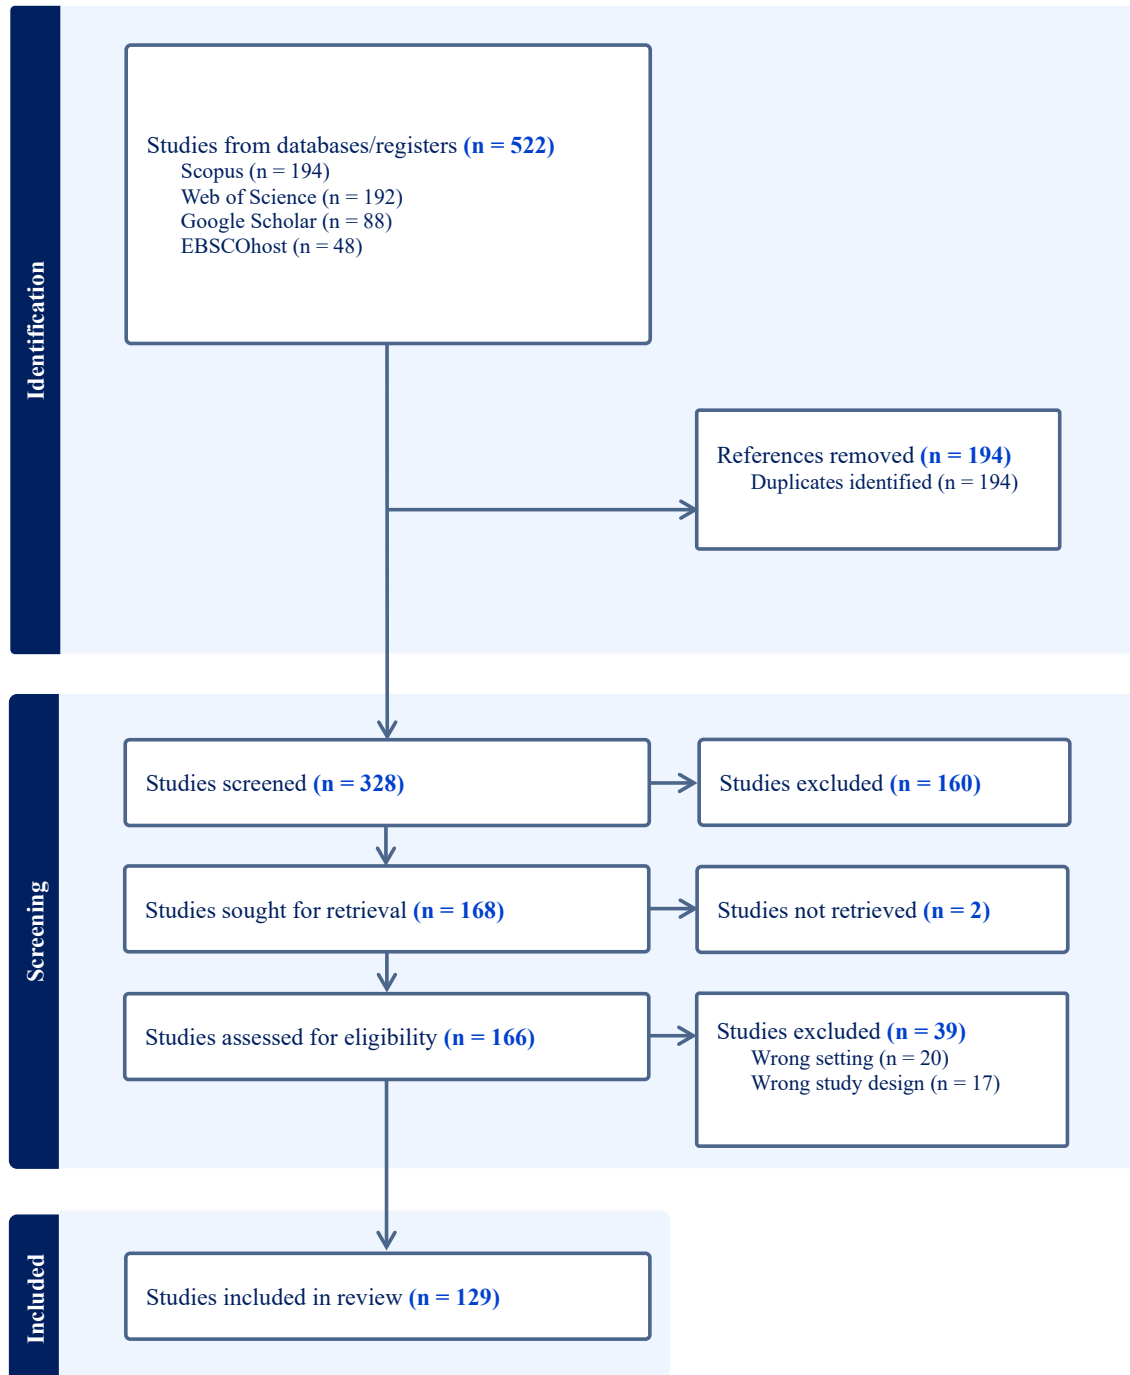 Identification
Studies from databases/registers (n = 522)
Scopus (n = 194)
Web of Science (n = 192)
Google Scholar (n = 88)
EBSCOhost (n = 48)
References removed (n = 194)
Duplicates identified (n = 194)
Screening
Studies screened (n = 328)
Studies excluded (n = 160)
Studies sought for retrieval (n = 168)
Studies not retrieved (n = 2)
Studies assessed for eligibility (n = 166)
Studies excluded (n = 39)
Wrong setting (n = 20)
Wrong study design (n = 17)
Included
Studies included in review (n = 129)